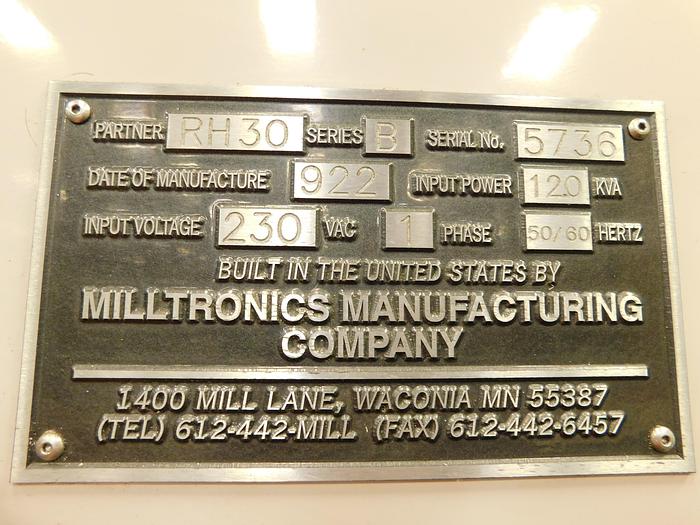 PARTNER RH30 SERIES B SERIAL No. 5736
DATE OF MANUFACTURE 922 INPUT POWER 12.0 KVA
INPUT VOLTAGE 230 VAC 1 PHASE 50/60 HERTZ
BUILT IN THE UNITED STATES BY
MILLTRONICS MANUFACTURING
COMPANY
1400 MILL LANE, WACONIA MN 55387
(TEL) 612-442-MILL (FAX) 612-442-6457